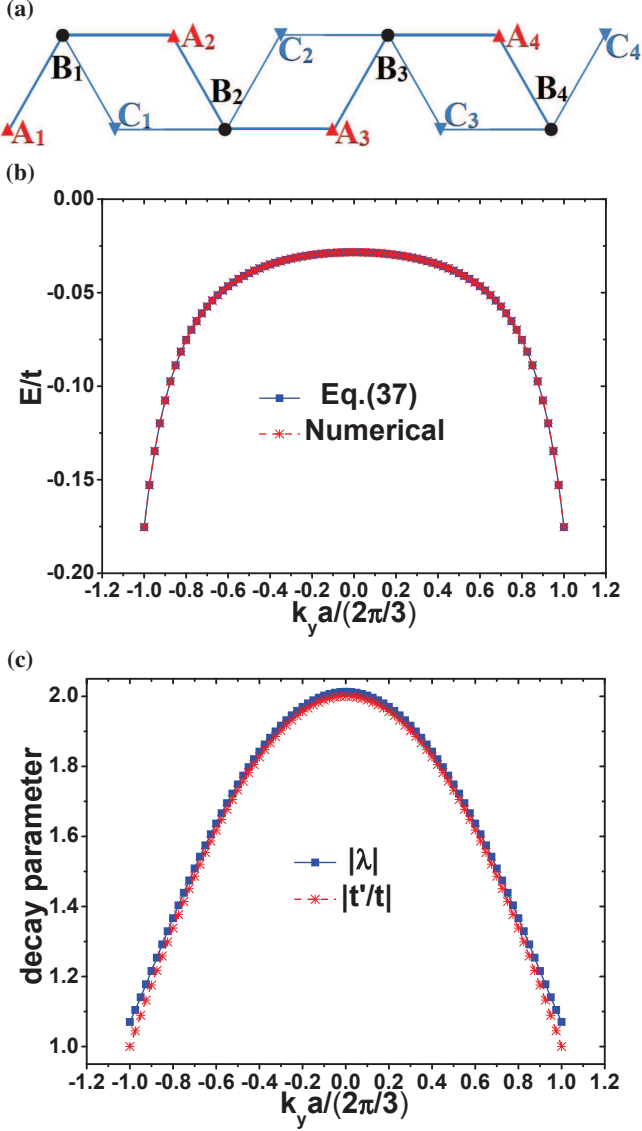 (a)
A₂ C₂ A₄ C₄
B₁ B₂ B₃ B₄
A₁ C₁ A₃ C₃
(b)
0.00
-0.05
-0.10
-0.15
-0.20
E/t
Eq.(37)
Numerical
-1.2 -1.0 -0.8 -0.6 -0.4 -0.2 0.0 0.2 0.4 0.6 0.8 1.0 1.2
kᵧa/(2π/3)
(c)
2.0
1.8
1.6
1.4
1.2
1.0
decay parameter
|λ|
|t'/t|
-1.2 -1.0 -0.8 -0.6 -0.4 -0.2 0.0 0.2 0.4 0.6 0.8 1.0 1.2
kᵧa/(2π/3)